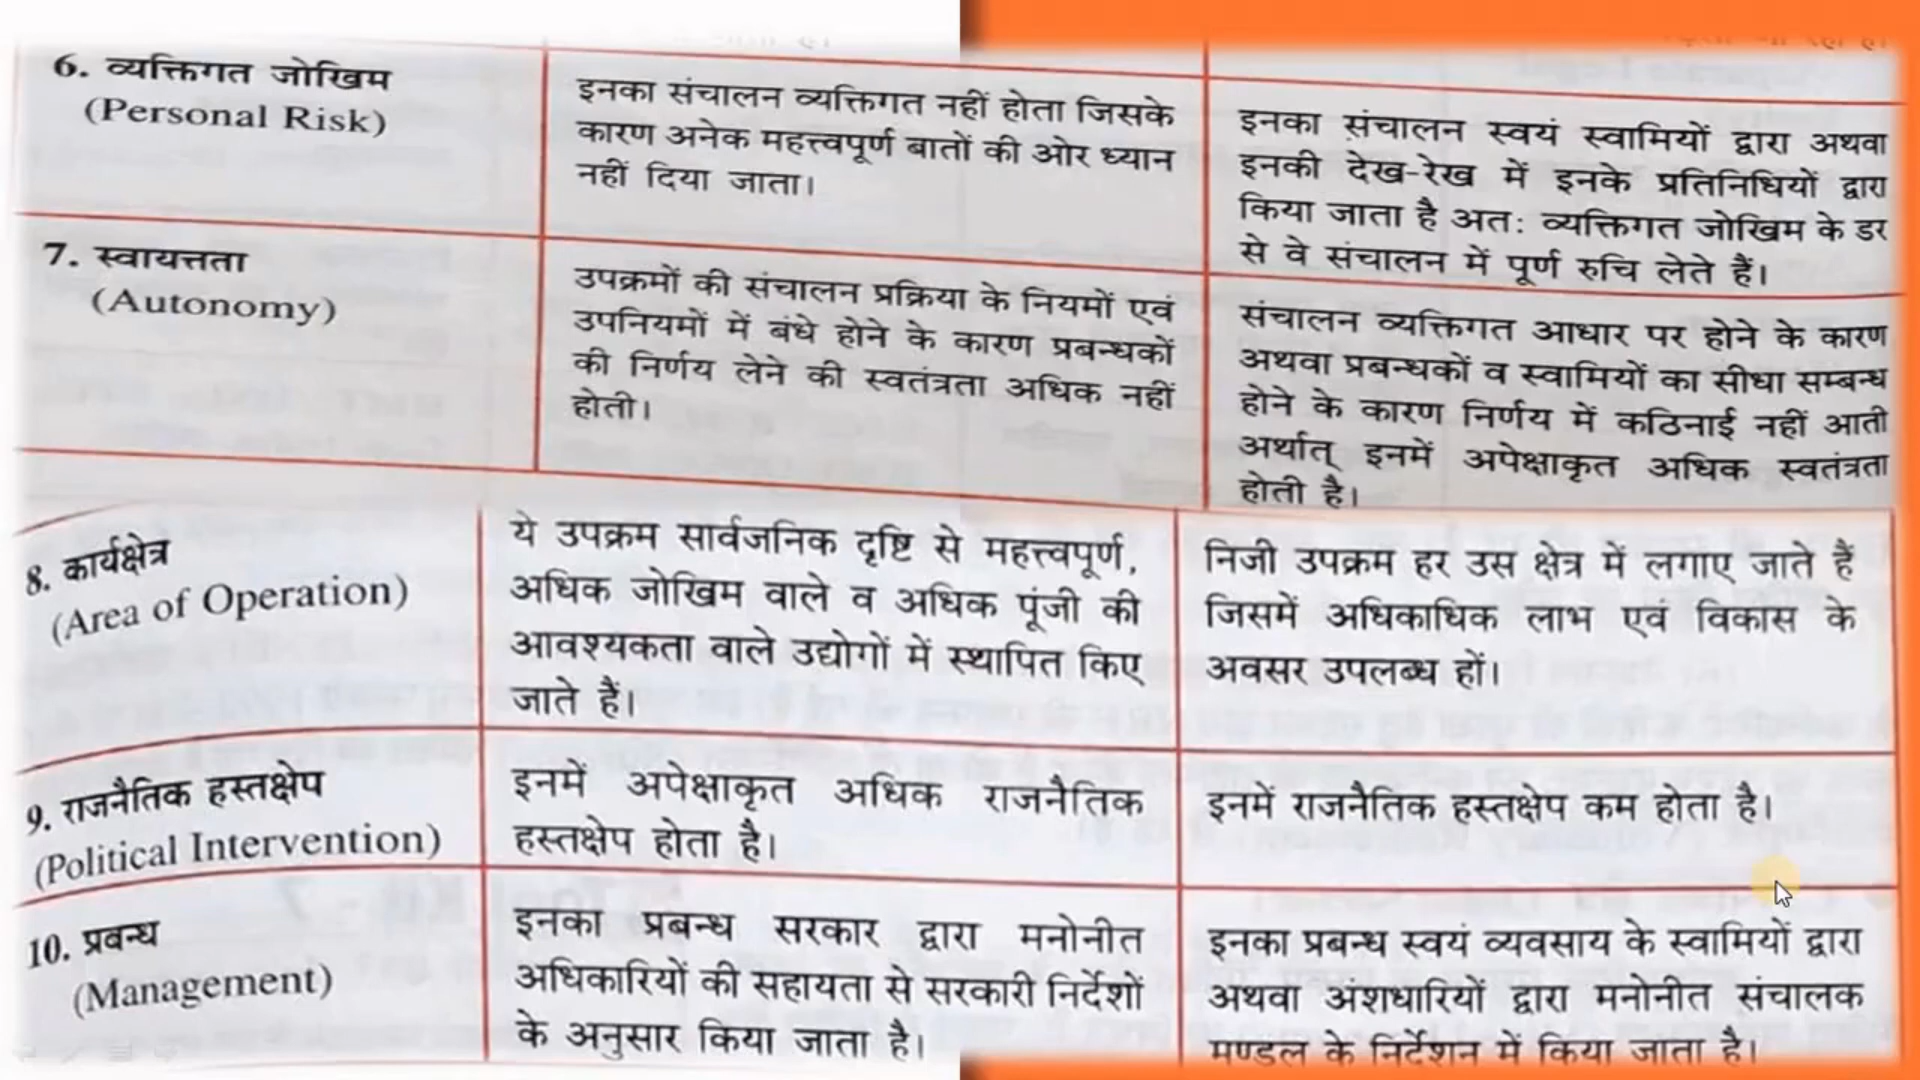 6. व्यक्तिगत जोखिम
(Personal Risk)
इनका संचालन व्यक्तिगत नहीं होता जिसके
कारण अनेक महत्त्वपूर्ण बातों की ओर ध्यान
नहीं दिया जाता।
इनका संचालन स्वयं स्वामियों द्वारा अथवा
इनकी देख-रेख में इनके प्रतिनिधियों द्वारा
किया जाता है अतः व्यक्तिगत जोखिम के डर
से वे संचालन में पूर्ण रुचि लेते हैं।
7. स्वायत्तता
(Autonomy)
उपक्रमों की संचालन प्रक्रिया के नियमों एवं
उपनियमों में बंधे होने के कारण प्रबन्धकों
की निर्णय लेने की स्वतंत्रता अधिक नहीं
होती।
संचालन व्यक्तिगत आधार पर होने के कारण
अथवा प्रबन्धकों व स्वामियों का सीधा सम्बन्ध
होने के कारण निर्णय में कठिनाई नहीं आती
अर्थात् इनमें अपेक्षाकृत अधिक स्वतंत्रता
होती है।
8. कार्यक्षेत्र
(Area of Operation)
ये उपक्रम सार्वजनिक दृष्टि से महत्त्वपूर्ण,
अधिक जोखिम वाले व अधिक पूंजी की
आवश्यकता वाले उद्योगों में स्थापित किए
जाते हैं।
निजी उपक्रम हर उस क्षेत्र में लगाए जाते हैं
जिसमें अधिकाधिक लाभ एवं विकास के
अवसर उपलब्ध हों।
9. राजनैतिक हस्तक्षेप
(Political Intervention)
इनमें अपेक्षाकृत अधिक राजनैतिक
हस्तक्षेप होता है।
इनमें राजनैतिक हस्तक्षेप कम होता है।
10. प्रबन्ध
(Management)
इनका प्रबन्ध सरकार द्वारा मनोनीत
अधिकारियों की सहायता से सरकारी निर्देशों
के अनुसार किया जाता है।
इनका प्रबन्ध स्वयं व्यवसाय के स्वामियों द्वारा
अथवा अंशधारियों द्वारा मनोनीत संचालक
मण्डल के निर्देशन में किया जाता है।